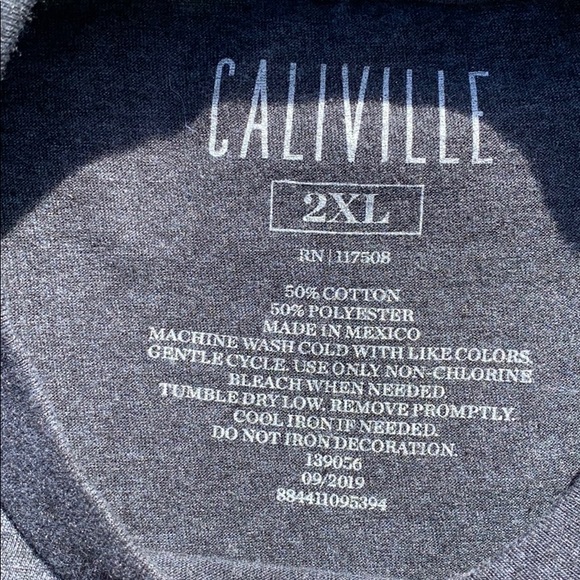 CALIVILLE
2XL
RN | 117508
50% COTTON
50% POLYESTER
MADE IN MEXICO
MACHINE WASH COLD WITH LIKE COLORS.
GENTLE CYCLE. USE ONLY NON-CHLORINE
BLEACH WHEN NEEDED.
TUMBLE DRY LOW. REMOVE PROMPTLY.
COOL IRON IF NEEDED.
DO NOT IRON DECORATION.
139056
09/2019
884411095394